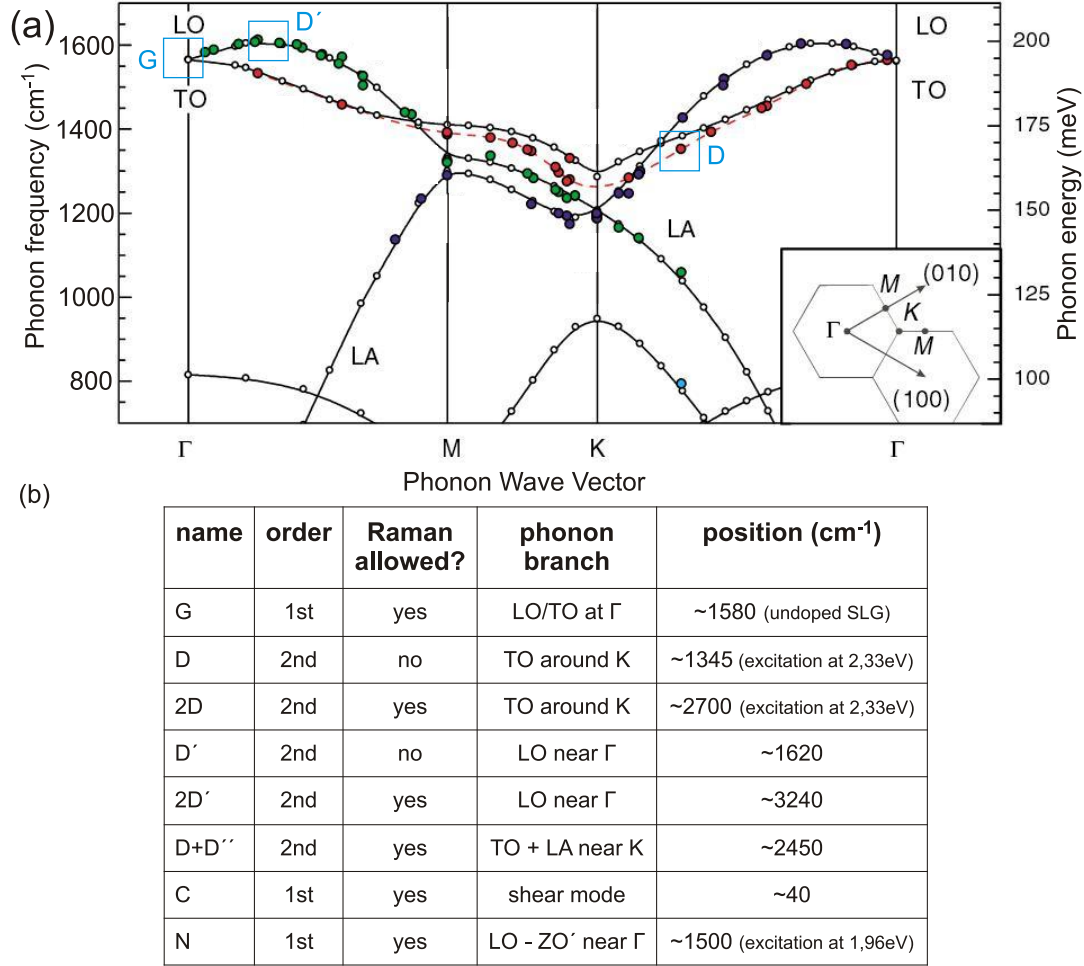 (a)
LO
D´
G
TO
LO
TO
D
LA
LA
1600
1400
1200
1000
800
Phonon frequency (cm-1)
200
175
150
125
100
Phonon energy (meV)
M
(010)
K
Γ
M
(100)
Γ
M
K
Γ
Phonon Wave Vector
(b)
name order Raman allowed? phonon branch position (cm-1)
G 1st yes LO/TO at Γ ~1580 (undoped SLG)
D 2nd no TO around K ~1345 (excitation at 2,33eV)
2D 2nd yes TO around K ~2700 (excitation at 2,33eV)
D´ 2nd no LO near Γ ~1620
2D´ 2nd yes LO near Γ ~3240
D+D´´ 2nd yes TO + LA near K ~2450
C 1st yes shear mode ~40
N 1st yes LO - ZO´ near Γ ~1500 (excitation at 1,96eV)